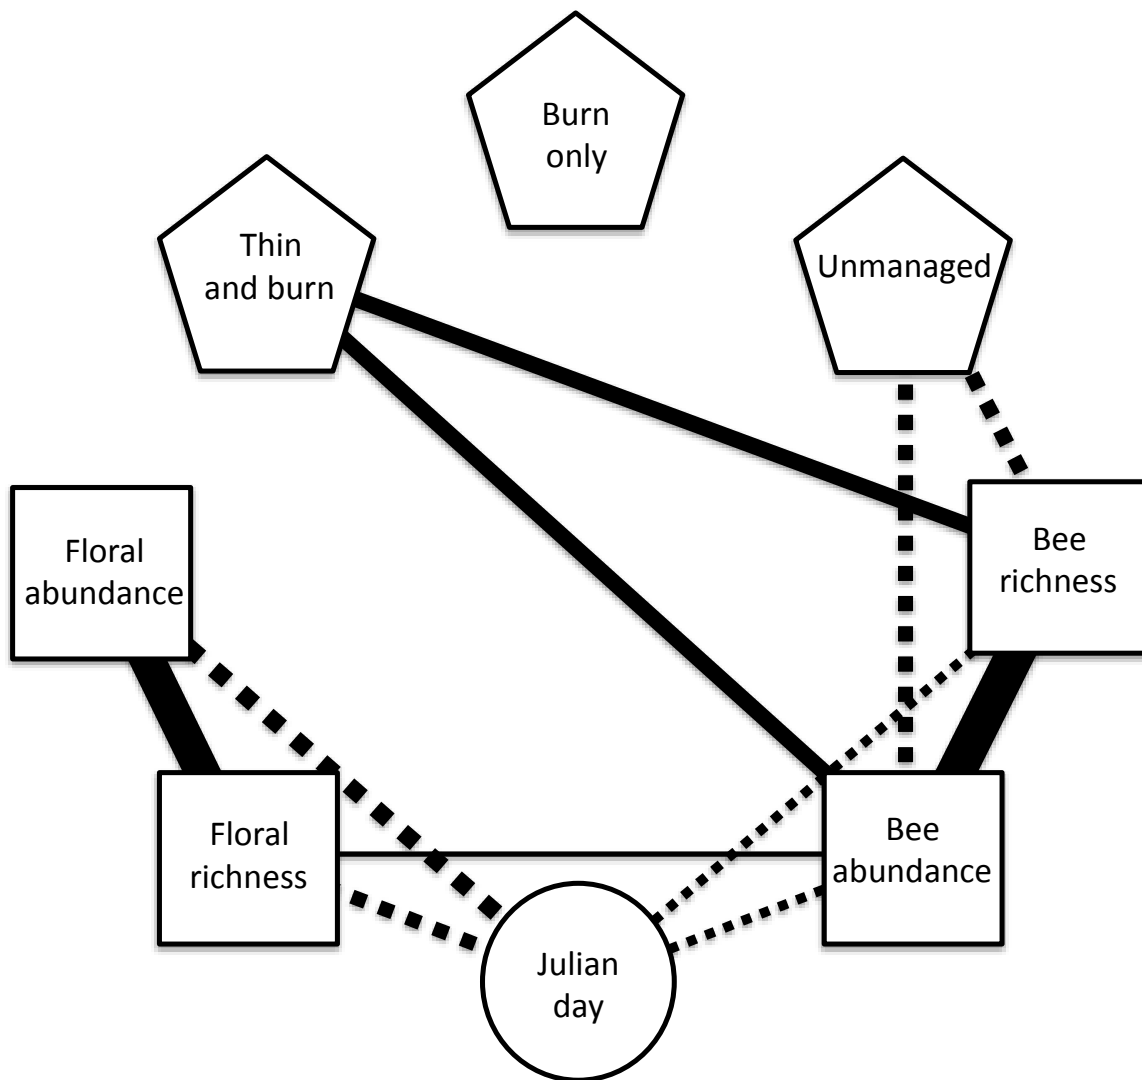 Burn
only
Thin
and burn
Unmanaged
Floral
abundance
Bee
richness
Floral
richness
Bee
abundance
Julian
day